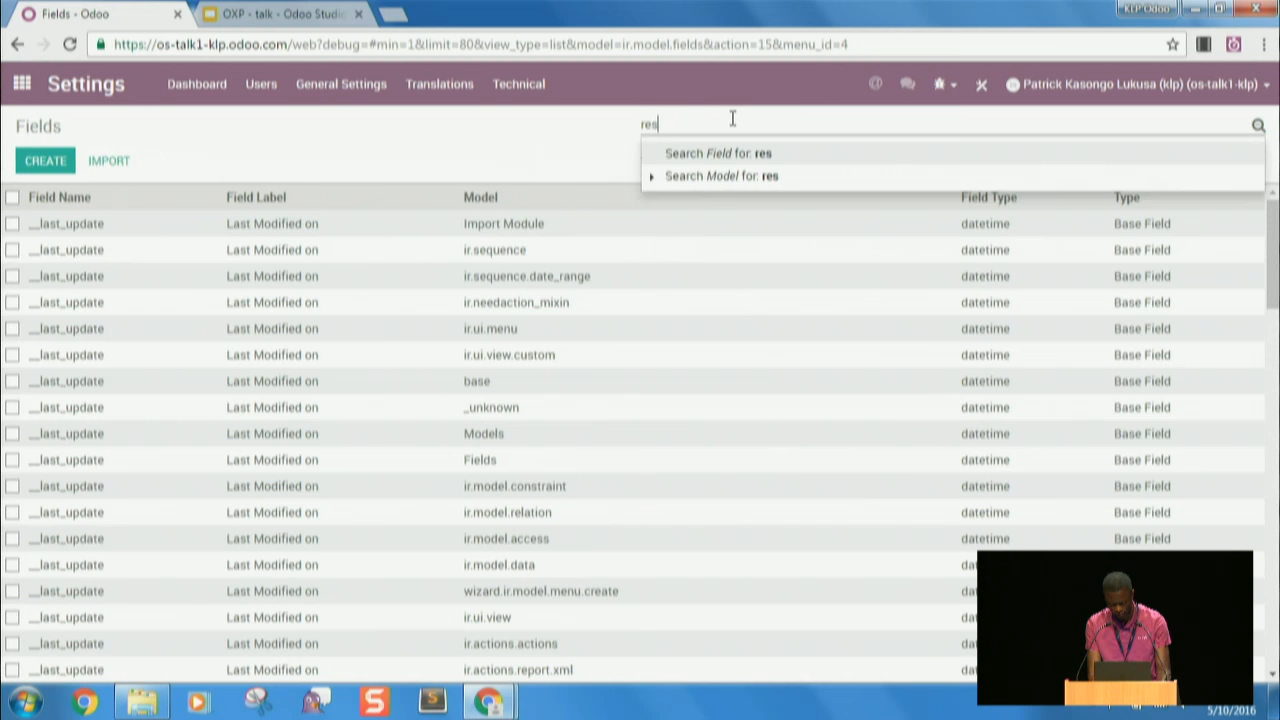 Fields - Odoo
OXP - talk - Odoo Studio
KLP Odoo
https://os-talk1-klp.odoo.com/web?debug=#min=1&limit=80&view_type=list&model=ir.model.fields&action=15&menu_id=4
Settings Dashboard Users General Settings Translations Technical
Patrick Kasongo Lukusa (klp) (os-talk1-klp)
Fields
res
Search Field for: res
Search Model for: res
CREATE IMPORT
Field Name Field Label Model Field Type Type
__last_update Last Modified on Import Module datetime Base Field
__last_update Last Modified on ir.sequence datetime Base Field
__last_update Last Modified on ir.sequence.date_range datetime Base Field
__last_update Last Modified on ir.needaction_mixin datetime Base Field
__last_update Last Modified on ir.ui.menu datetime Base Field
__last_update Last Modified on ir.ui.view.custom datetime Base Field
__last_update Last Modified on base datetime Base Field
__last_update Last Modified on _unknown datetime Base Field
__last_update Last Modified on Models datetime Base Field
__last_update Last Modified on Fields datetime Base Field
__last_update Last Modified on ir.model.constraint datetime Base Field
__last_update Last Modified on ir.model.relation datetime Base Field
__last_update Last Modified on ir.model.access datetime Base Field
__last_update Last Modified on ir.model.data
__last_update Last Modified on wizard.ir.model.menu.create
__last_update Last Modified on ir.ui.view
__last_update Last Modified on ir.actions.actions
__last_update Last Modified on ir.actions.report.xml
5/10/2016